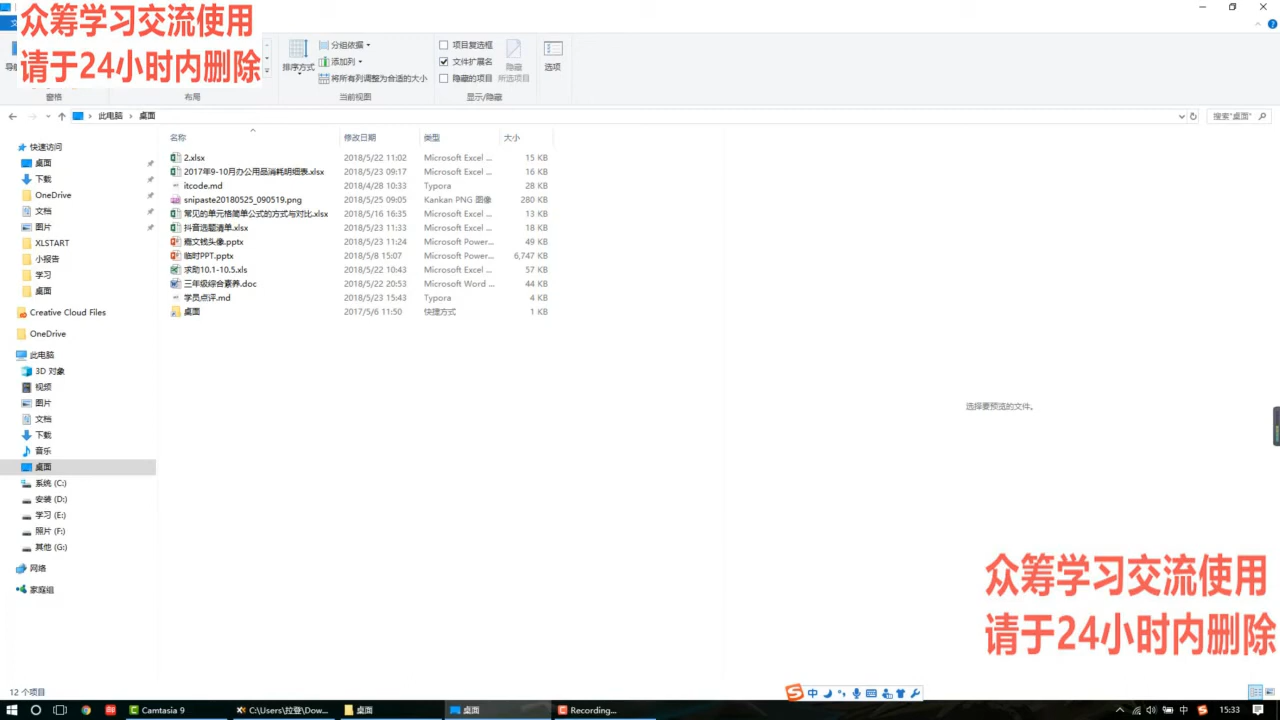 众筹学习交流使用
请于24小时内删除
分组依据
添加列
将所有列调整为合适的大小
排序方式
项目复选框
文件扩展名
隐藏的项目
隐藏
所选项目
选项
窗格
布局
当前视图
显示/隐藏
此电脑 › 桌面
搜索"桌面"
名称 修改日期 类型 大小
2.xlsx 2018/5/22 11:02 Microsoft Excel ... 15 KB
2017年9-10月办公用品消耗明细表.xlsx 2018/5/23 09:17 Microsoft Excel ... 16 KB
itcode.md 2018/4/28 10:33 Typora 28 KB
snipaste20180525_090519.png 2018/5/25 09:05 Kankan PNG 图像 280 KB
常见的单元格简单公式的方式与对比.xlsx 2018/5/16 16:35 Microsoft Excel ... 13 KB
抖音选题清单.xlsx 2018/5/23 11:33 Microsoft Excel ... 18 KB
文钱头像.pptx 2018/5/23 11:24 Microsoft Power... 49 KB
临时PPT.pptx 2018/5/8 15:07 Microsoft Power... 6,747 KB
求助10.1-10.5.xls 2018/5/22 10:43 Microsoft Excel ... 57 KB
三年级综合素养.doc 2018/5/22 20:53 Microsoft Word ... 44 KB
学员点评.md 2018/5/23 15:43 Typora 4 KB
桌面 2017/5/6 11:50 快捷方式 1 KB
快速访问
桌面
下载
OneDrive
文档
图片
XLSTART
小报告
学习
桌面
Creative Cloud Files
OneDrive
此电脑
3D 对象
视频
图片
文档
下载
音乐
桌面
系统 (C:)
安装 (D:)
学习 (E:)
照片 (F:)
其他 (G:)
网络
家庭组
选择要预览的文件。
众筹学习交流使用
请于24小时内删除
12 个项目
中
Camtasia 9
C:\Users\拉登\Dow...
桌面
桌面
Recording...
中
15:33